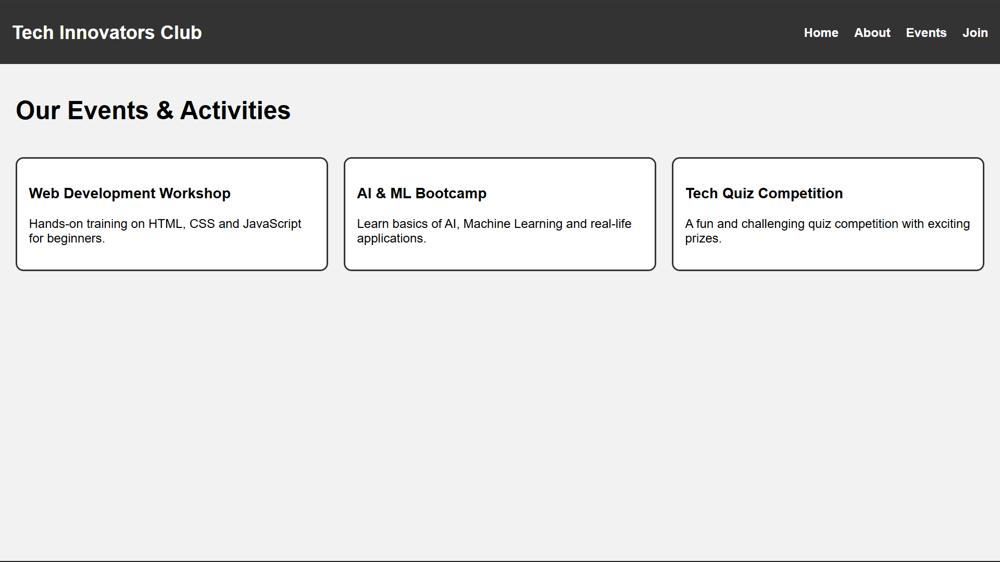 Tech Innovators Club
Home About Events Join
Our Events & Activities
Web Development Workshop
Hands-on training on HTML, CSS and JavaScript
for beginners.
AI & ML Bootcamp
Learn basics of AI, Machine Learning and real-life
applications.
Tech Quiz Competition
A fun and challenging quiz competition with exciting
prizes.